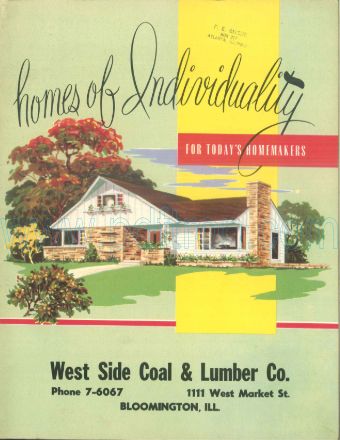 homes of Individuality
FOR TODAY'S HOMEMAKERS
West Side Coal & Lumber Co.
Phone 7-6067 1111 West Market St.
BLOOMINGTON, ILL.